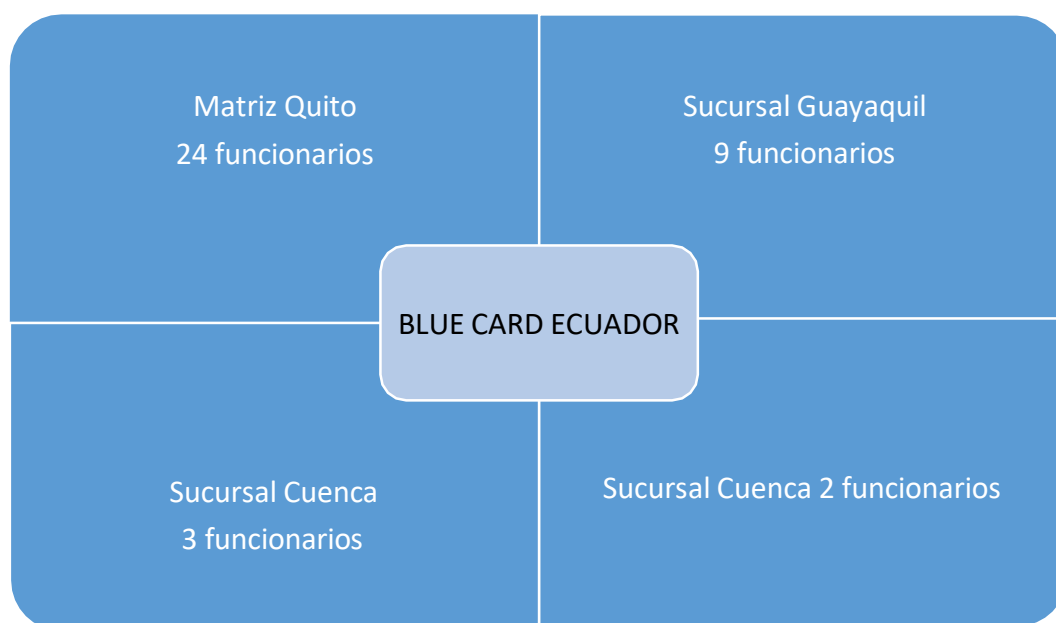 Matriz Quito
24 funcionarios
Sucursal Guayaquil
9 funcionarios
BLUE CARD ECUADOR
Sucursal Cuenca
3 funcionarios
Sucursal Cuenca 2 funcionarios